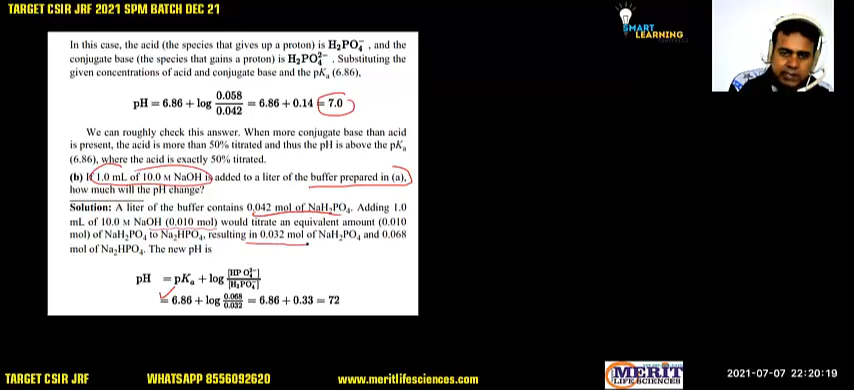 TARGET CSIR JRF 2021 SPM BATCH DEC 21
SMART
LEARNING
In this case, the acid (the species that gives up a proton) is H₂PO₄⁻, and the
conjugate base (the species that gains a proton) is H₂PO₄²⁻. Substituting the
given concentrations of acid and conjugate base and the pKₐ (6.86),
pH = 6.86 + log 0.058/0.042 = 6.86 + 0.14 = 7.0
We can roughly check this answer. When more conjugate base than acid
is present, the acid is more than 50% titrated and thus the pH is above the pKₐ
(6.86), where the acid is exactly 50% titrated.
(b) If 1.0 mL of 10.0 M NaOH is added to a liter of the buffer prepared in (a),
how much will the pH change?
Solution: A liter of the buffer contains 0.042 mol of NaH₂PO₄. Adding 1.0
mL of 10.0 M NaOH (0.010 mol) would titrate an equivalent amount (0.010
mol) of NaH₂PO₄ to Na₂HPO₄, resulting in 0.032 mol of NaH₂PO₄ and 0.068
mol of Na₂HPO₄. The new pH is
pH = pKₐ + log [HPO₄²⁻]/[H₂PO₄⁻]
= 6.86 + log 0.068/0.032 = 6.86 + 0.33 = 72
TARGET CSIR JRF
WHATSAPP 8556092620
www.meritlifesciences.com
MERIT
LIFE SCIENCES
2021-07-07 22:20:19